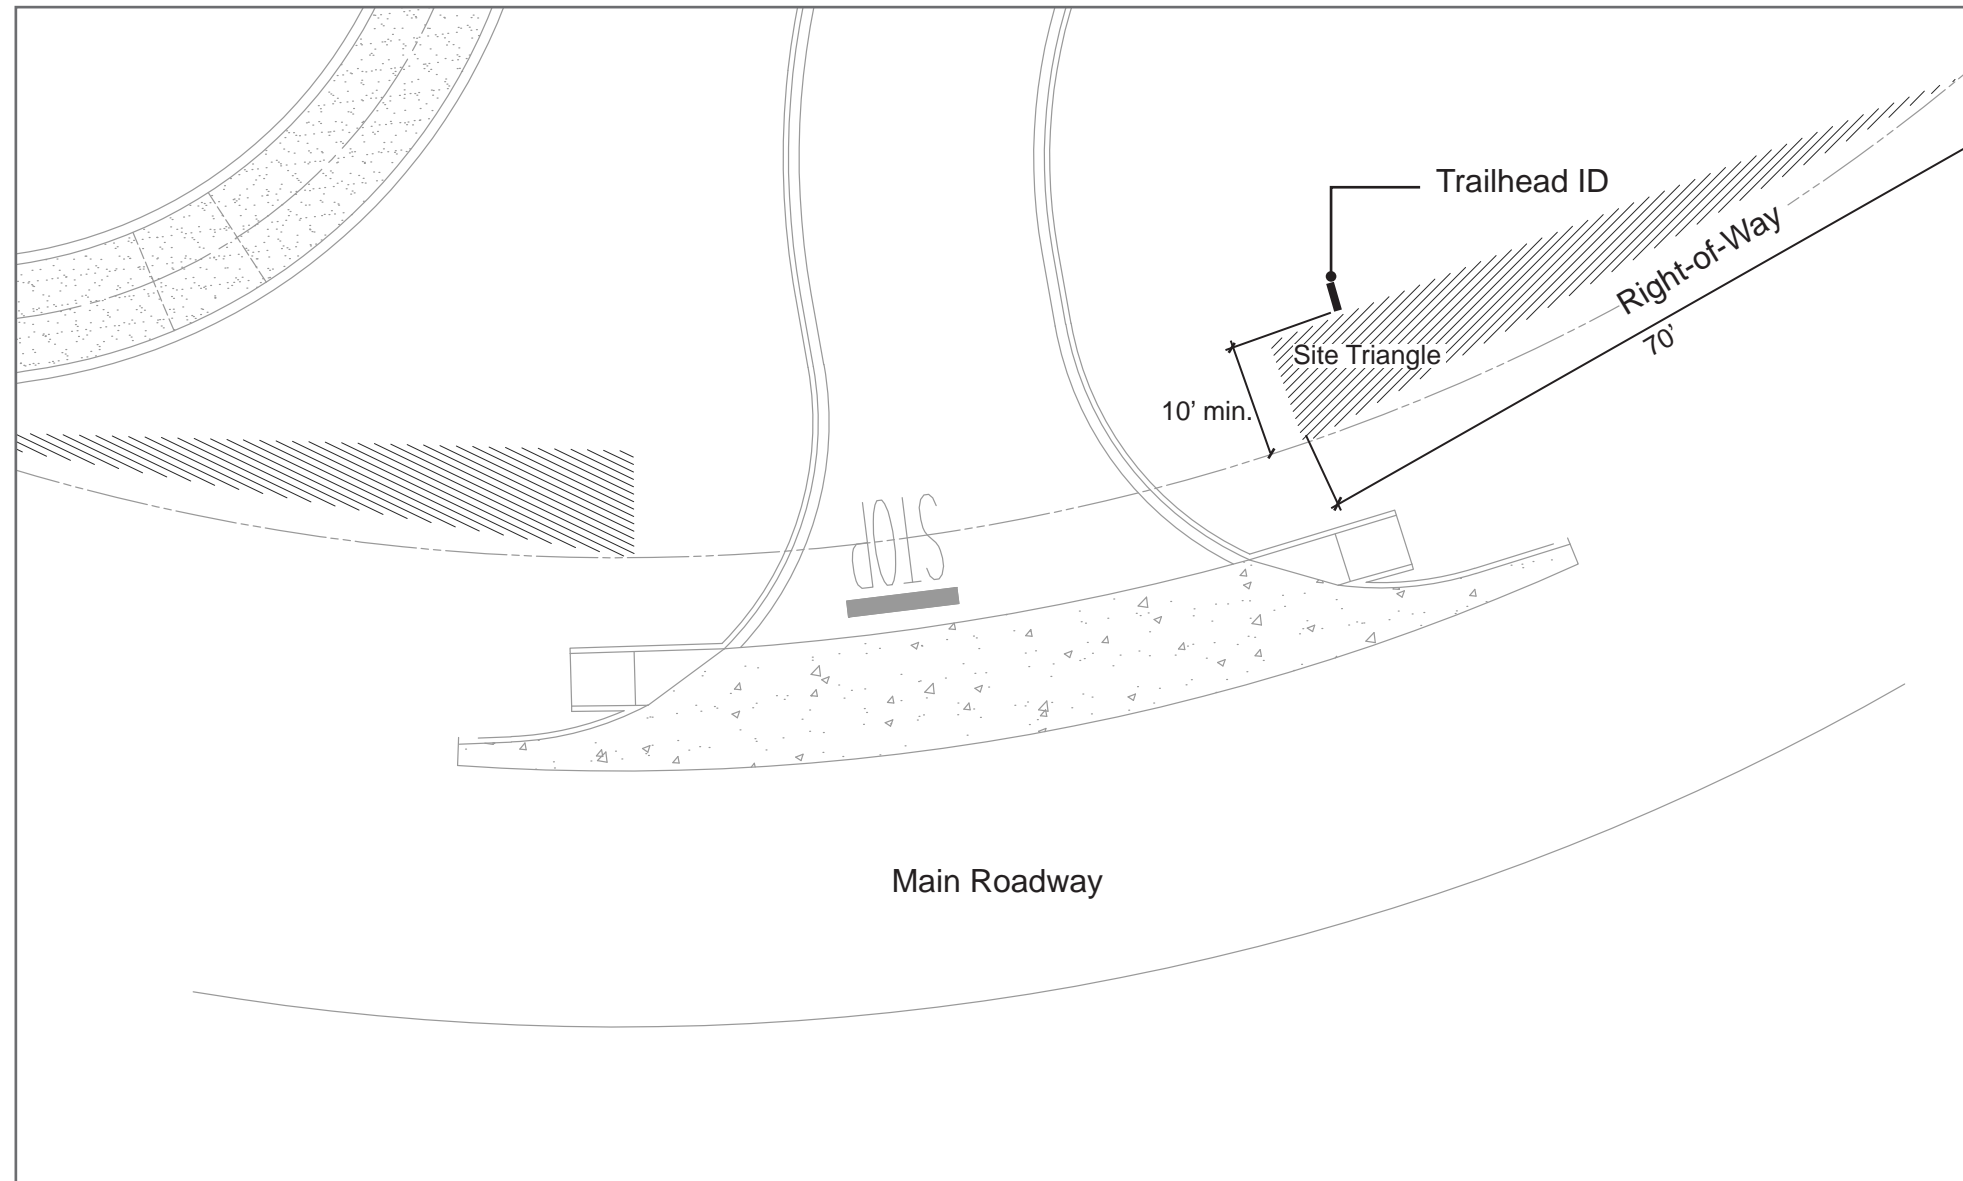 Trailhead ID
Right-of-Way
70’
Site Triangle
10’ min.
STOP
Main Roadway